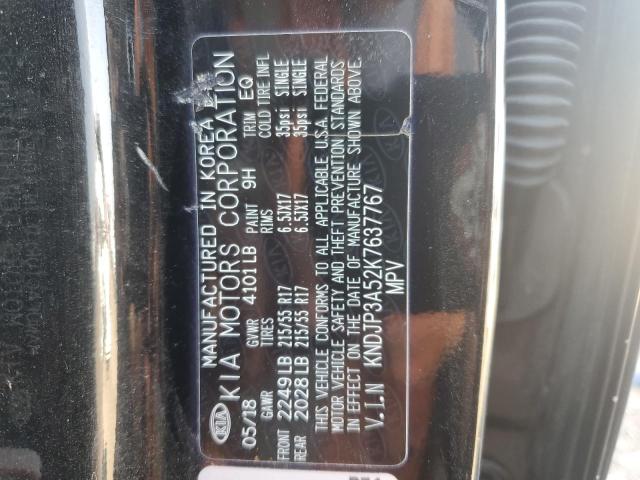 MANUFACTURED IN KOREA BY
KIA MOTORS CORPORATION
KIA
05/18 GVWR 4101LB PAINT 9H TRIM EQ
GAWR TIRES RIMS COLD TIRE INFL
FRONT 2249LB 215/55 R17 6.5JX17 35psi SINGLE
REAR 2028LB 215/55 R17 6.5JX17 35psi SINGLE
THIS VEHICLE CONFORMS TO ALL APPLICABLE U.S.A. FEDERAL
MOTOR VEHICLE SAFETY AND THEFT PREVENTION STANDARDS
IN EFFECT ON THE DATE OF MANUFACTURE SHOWN ABOVE.
V.I.N KNDJP3A52K7637767
MPV